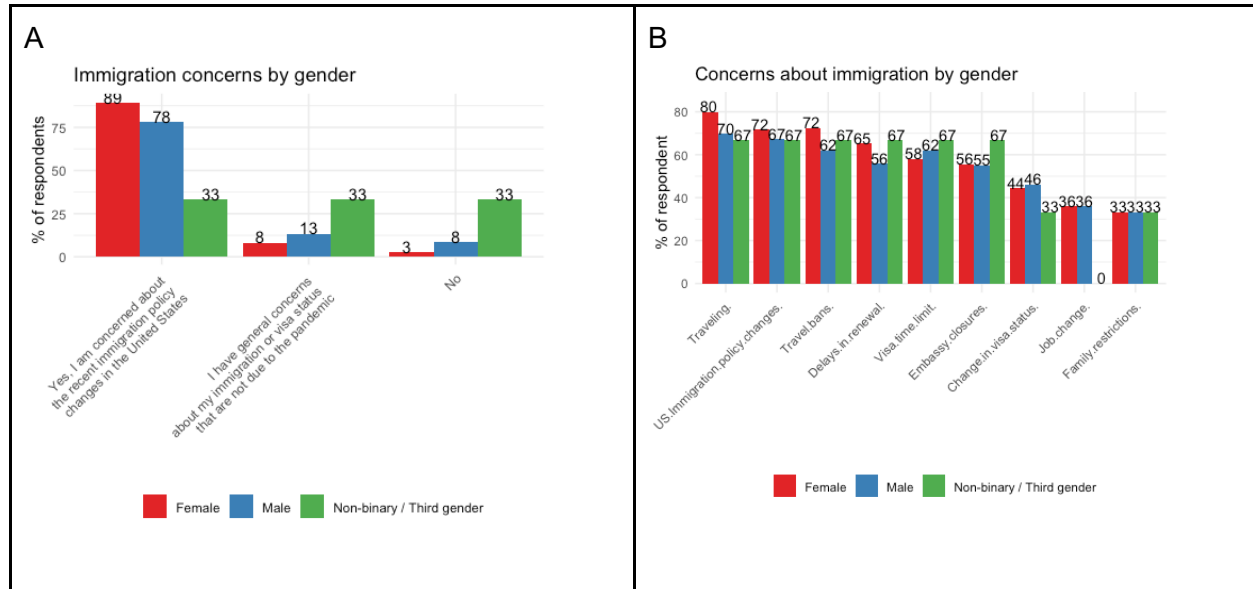 A
Immigration concerns by gender
% of respondents
75
50
25
0
89
78
33
8
13
33
3
8
33
Yes, I am concerned about
the recent immigration policy
changes in the United States
I have general concerns
about my immigration or visa status
that are not due to the pandemic
No
Female
Male
Non-binary / Third gender
B
Concerns about immigration by gender
% of respondent
80
60
40
20
0
80
70
67
72
67
67
72
62
67
65
56
67
58
62
67
56
55
67
44
46
33
36
36
0
33
33
33
Traveling.
US.Immigration.policy.changes.
Travel.bans.
Delays.in.renewal.
Visa.time.limit.
Embassy.closures.
Change.in.visa.status.
Job.change.
Family.restrictions.
Female
Male
Non-binary / Third gender